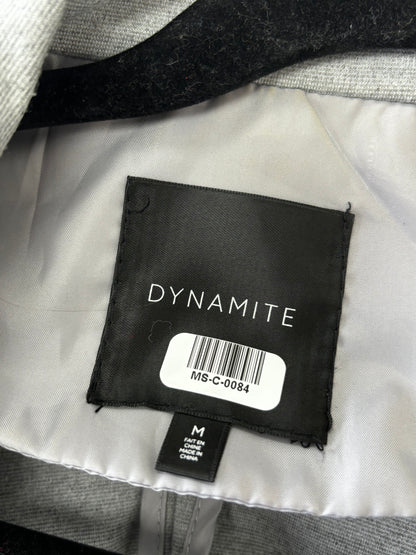 DYNAMITE
MS-C-0084
M
FAIT EN
CHINE
MADE IN
CHINA